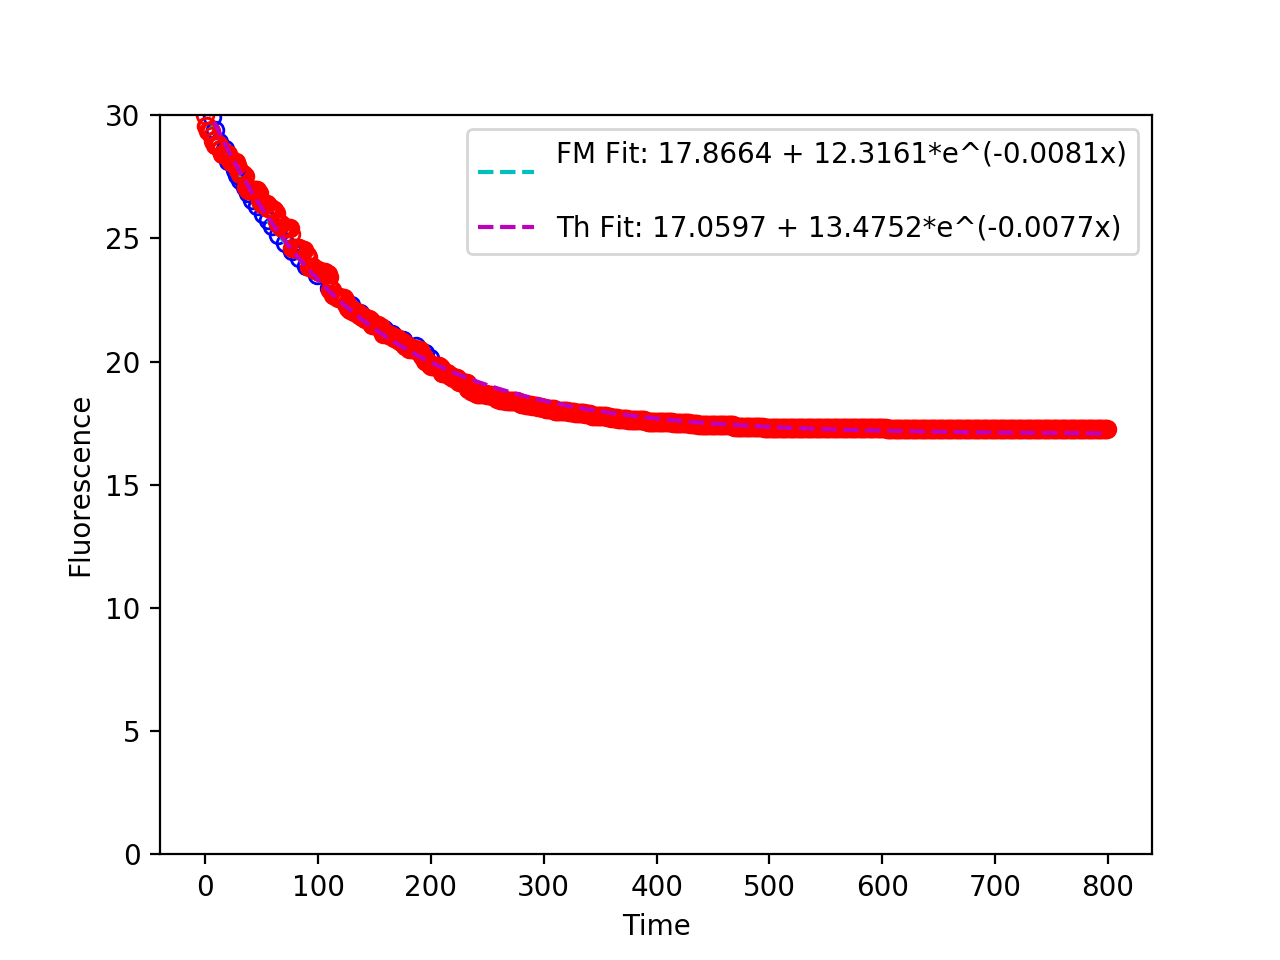 FM Fit: 17.8664 + 12.3161*e^(-0.0081x)
Th Fit: 17.0597 + 13.4752*e^(-0.0077x)
30
25
20
15
10
5
0
Fluorescence
0 100 200 300 400 500 600 700 800
Time